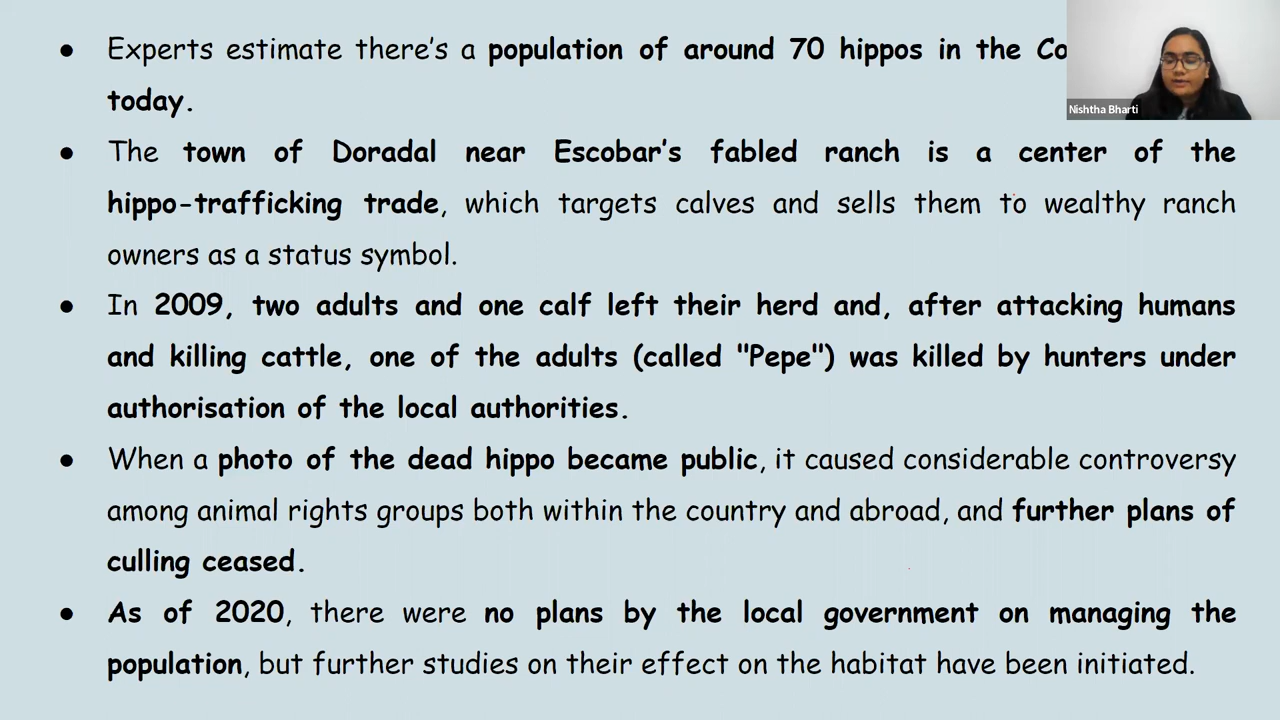 ● Experts estimate there's a population of around 70 hippos in the
today.
● The town of Doradal near Escobar's fabled ranch is a center of the
hippo-trafficking trade, which targets calves and sells them to wealthy ranch
owners as a status symbol.
● In 2009, two adults and one calf left their herd and, after attacking humans
and killing cattle, one of the adults (called "Pepe") was killed by hunters under
authorisation of the local authorities.
● When a photo of the dead hippo became public, it caused considerable controversy
among animal rights groups both within the country and abroad, and further plans of
culling ceased.
● As of 2020, there were no plans by the local government on managing the
population, but further studies on their effect on the habitat have been initiated.
Nishtha Bharti